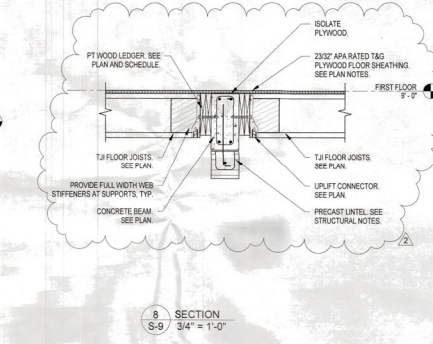 ISOLATE
PLYWOOD.
PT WOOD LEDGER. SEE
PLAN AND SCHEDULE.
23/32" APA RATED T&G
PLYWOOD FLOOR SHEATHING.
SEE PLAN NOTES.
FIRST FLOOR
9' - 0"
TJI FLOOR JOISTS.
SEE PLAN.
TJI FLOOR JOISTS.
SEE PLAN.
PROVIDE FULL WIDTH WEB
STIFFENERS AT SUPPORTS, TYP.
UPLIFT CONNECTOR.
SEE PLAN.
CONCRETE BEAM
SEE PLAN
PRECAST LINTEL. SEE
STRUCTURAL NOTES.
2
8 SECTION
S-9 3/4" = 1'-0"